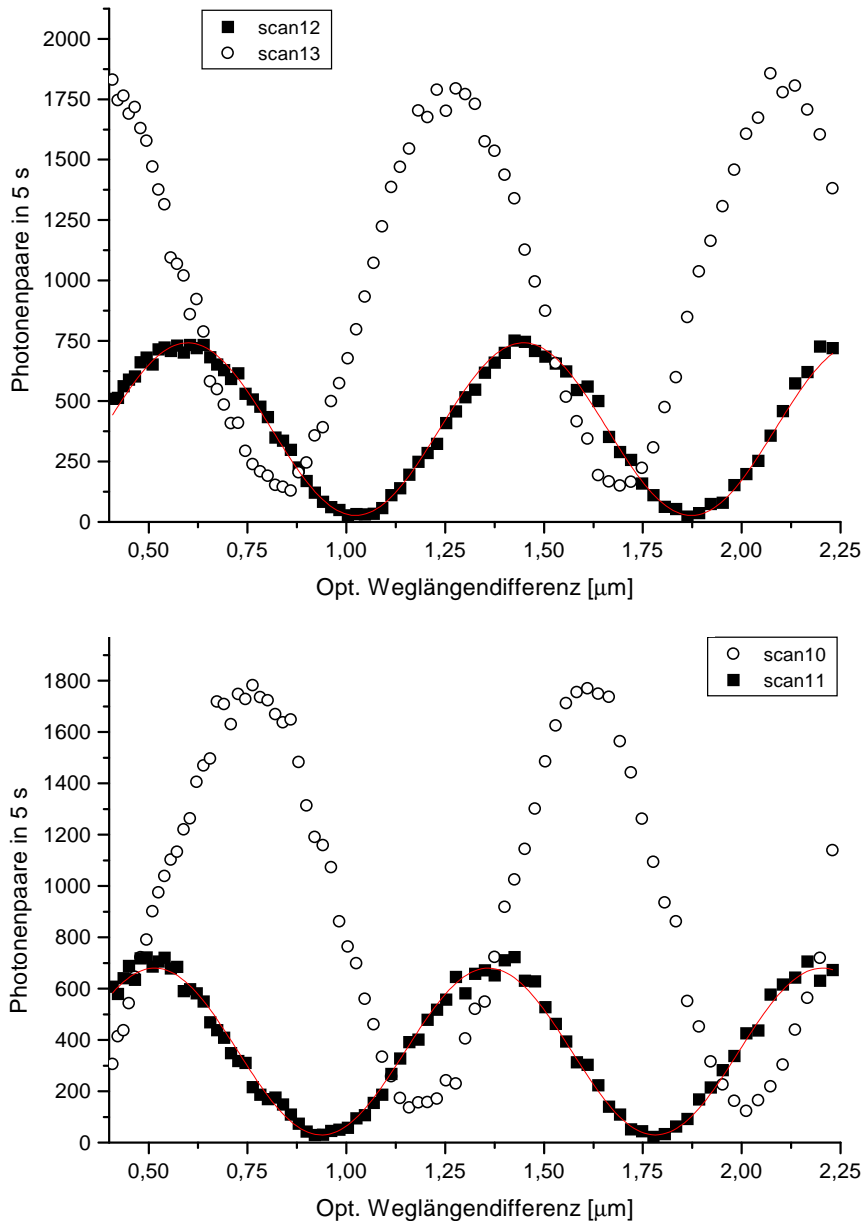 scan12
scan13
2000
1750
1500
1250
1000
750
500
250
0
Photonenpaare in 5 s
0,50 0,75 1,00 1,25 1,50 1,75 2,00 2,25
Opt. Weglängendifferenz [μm]
scan10
scan11
1800
1600
1400
1200
1000
800
600
400
200
0
Photonenpaare in 5 s
0,50 0,75 1,00 1,25 1,50 1,75 2,00 2,25
Opt. Weglängendifferenz [μm]